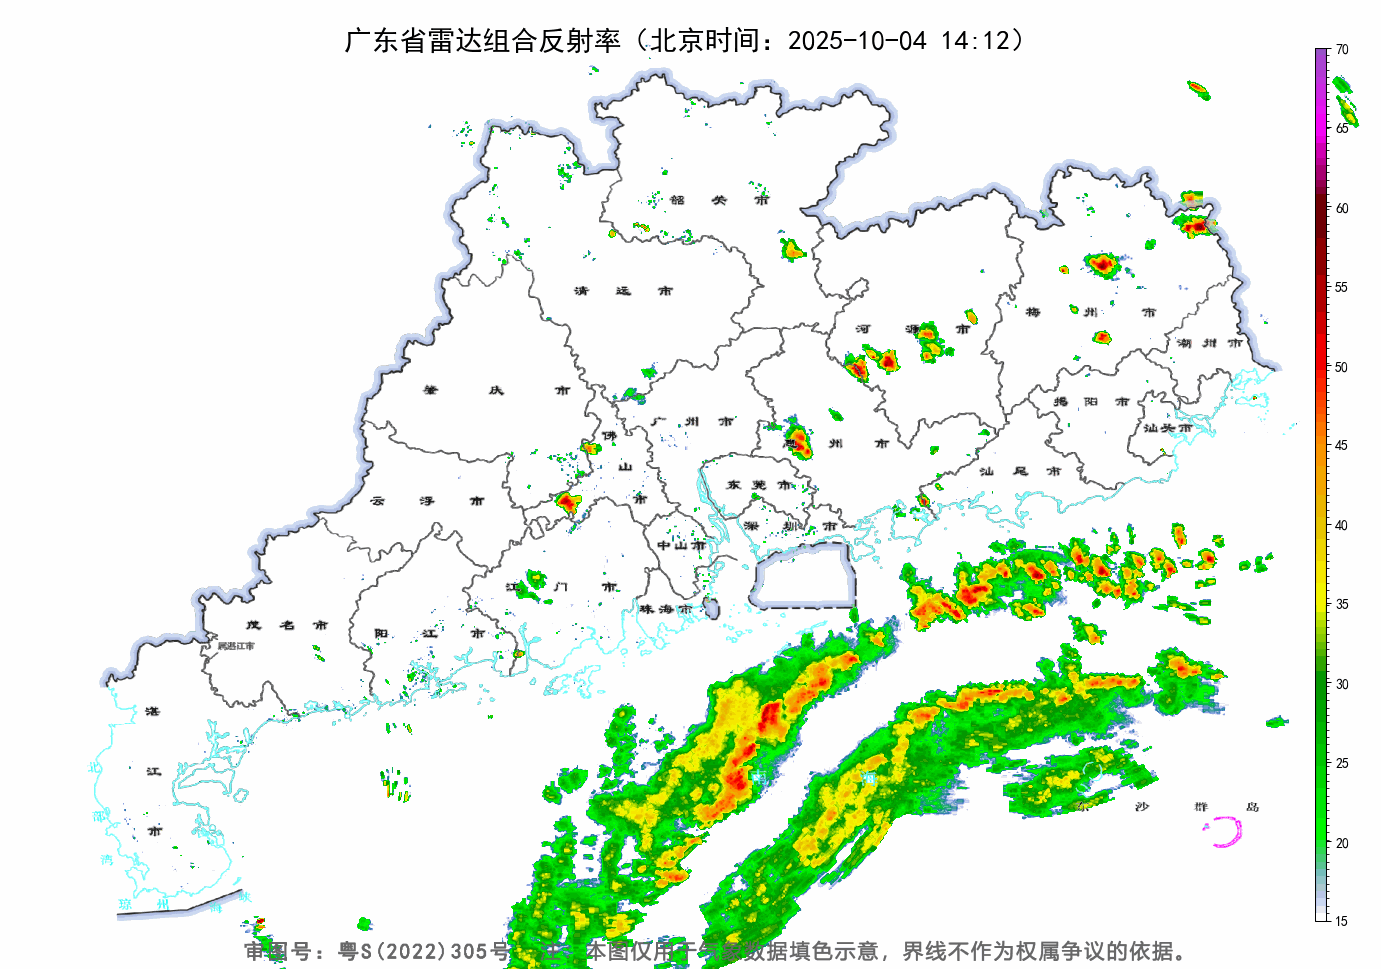 广东省雷达组合反射率（北京时间：2025-10-04 14:12）
70
65
60
55
50
45
40
35
30
25
20
15
韶 关 市
清 远 市
河 源 市
梅 州 市
潮 州 市
肇 庆 市
广 州 市
揭 阳 市
汕头市
佛
山
市
州 市
汕 尾 市
云 浮 市
东 莞 市
深 圳 市
中山市
江 门 市
珠海市
茂 名 市
阳 江 市
属湛江市
湛
江
市
北
部
湾
琼 州 海 峡
南
沙 群 岛
审图号：粤S(2022)305号
本图仅用于气象数据填色示意，界线不作为权属争议的依据。